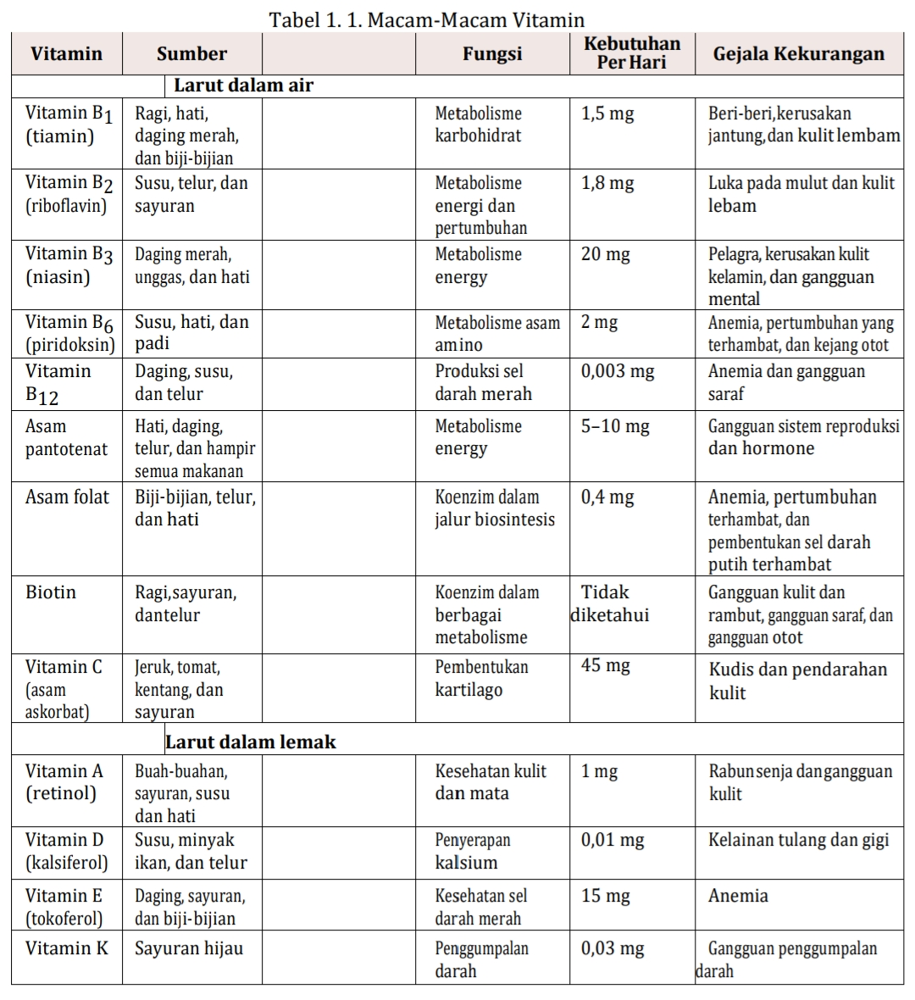 Tabel 1. 1. Macam-Macam Vitamin
Vitamin Sumber Fungsi Kebutuhan Per Hari Gejala Kekurangan
Larut dalam air
Vitamin B1 Ragi, hati, Metabolisme 1,5 mg Beri-beri,kerusakan
(tiamin) daging merah, karbohidrat jantung,dan kulit lembam
dan biji-bijian
Vitamin B2 Susu, telur, dan Metabolisme 1,8 mg Luka pada mulut dan kulit
(riboflavin) sayuran energi dan lebam
pertumbuhan
Vitamin B3 Daging merah, Metabolisme 20 mg Pelagra, kerusakan kulit
(niasin) unggas, dan hati energy kelamin, dan gangguan
mental
Vitamin B6 Susu, hati, dan Metabolisme asam 2 mg Anemia, pertumbuhan yang
(piridoksin) padi amino terhambat, dan kejang otot
Vitamin Daging, susu, Produksi sel 0,003 mg Anemia dan gangguan
B12 dan telur darah merah saraf
Asam Hati, daging, Metabolisme 5–10 mg Gangguan sistem reproduksi
pantotenat telur, dan hampir energy dan hormone
semua makanan
Asam folat Biji-bijian, telur, Koenzim dalam 0,4 mg Anemia, pertumbuhan
dan hati jalur biosintesis terhambat, dan
pembentukan sel darah
putih terhambat
Biotin Ragi,sayuran, Koenzim dalam Tidak Gangguan kulit dan
dantelur berbagai diketahui rambut, gangguan saraf, dan
metabolisme gangguan otot
Vitamin C Jeruk, tomat, Pembentukan 45 mg Kudis dan pendarahan
(asam kentang, dan kartilago kulit
askorbat) sayuran
Larut dalam lemak
Vitamin A Buah-buahan, Kesehatan kulit 1 mg Rabun senja dan gangguan
(retinol) sayuran, susu dan mata kulit
dan hati
Vitamin D Susu, minyak Penyerapan 0,01 mg Kelainan tulang dan gigi
(kalsiferol) ikan, dan telur kalsium
Vitamin E Daging, sayuran, Kesehatan sel 15 mg Anemia
(tokoferol) dan biji-bijian darah merah
Vitamin K Sayuran hijau Penggumpalan 0,03 mg Gangguan penggumpalan
darah darah